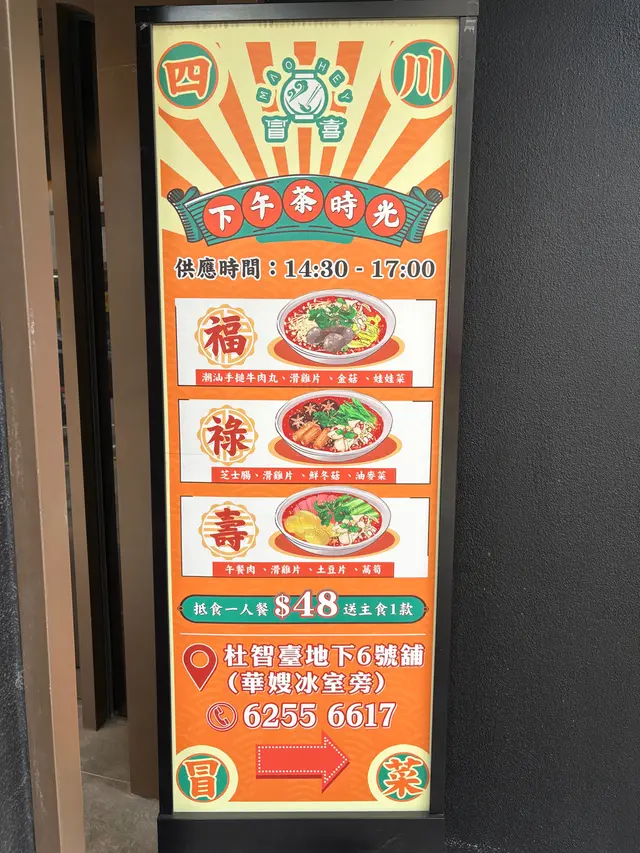 四 川
MAO HEY
冒 喜
下午茶時光
供應時間：14:30 - 17:00
福
潮汕手搥牛肉丸、滑雞片、金菇、娃娃菜
祿
芝士腸、滑雞片、鮮冬菇、油麥菜
壽
午餐肉、滑雞片、土豆片、萵筍
抵食一人餐 $48 送主食1款
杜智臺地下6號舖
（華嫂冰室旁）
6255 6617
冒 菜